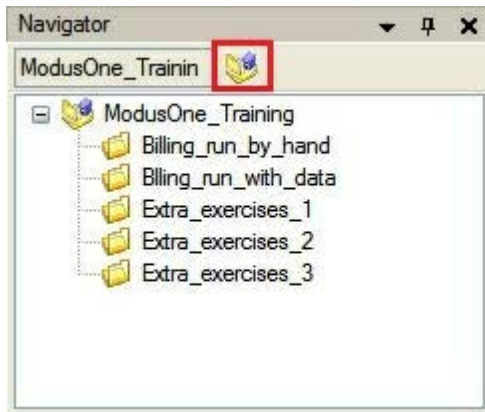 Navigator
ModusOne_Trainin
ModusOne_Training
Billing_run_by_hand
Blling_run_with_data
Extra_exercises_1
Extra_exercises_2
Extra_exercises_3